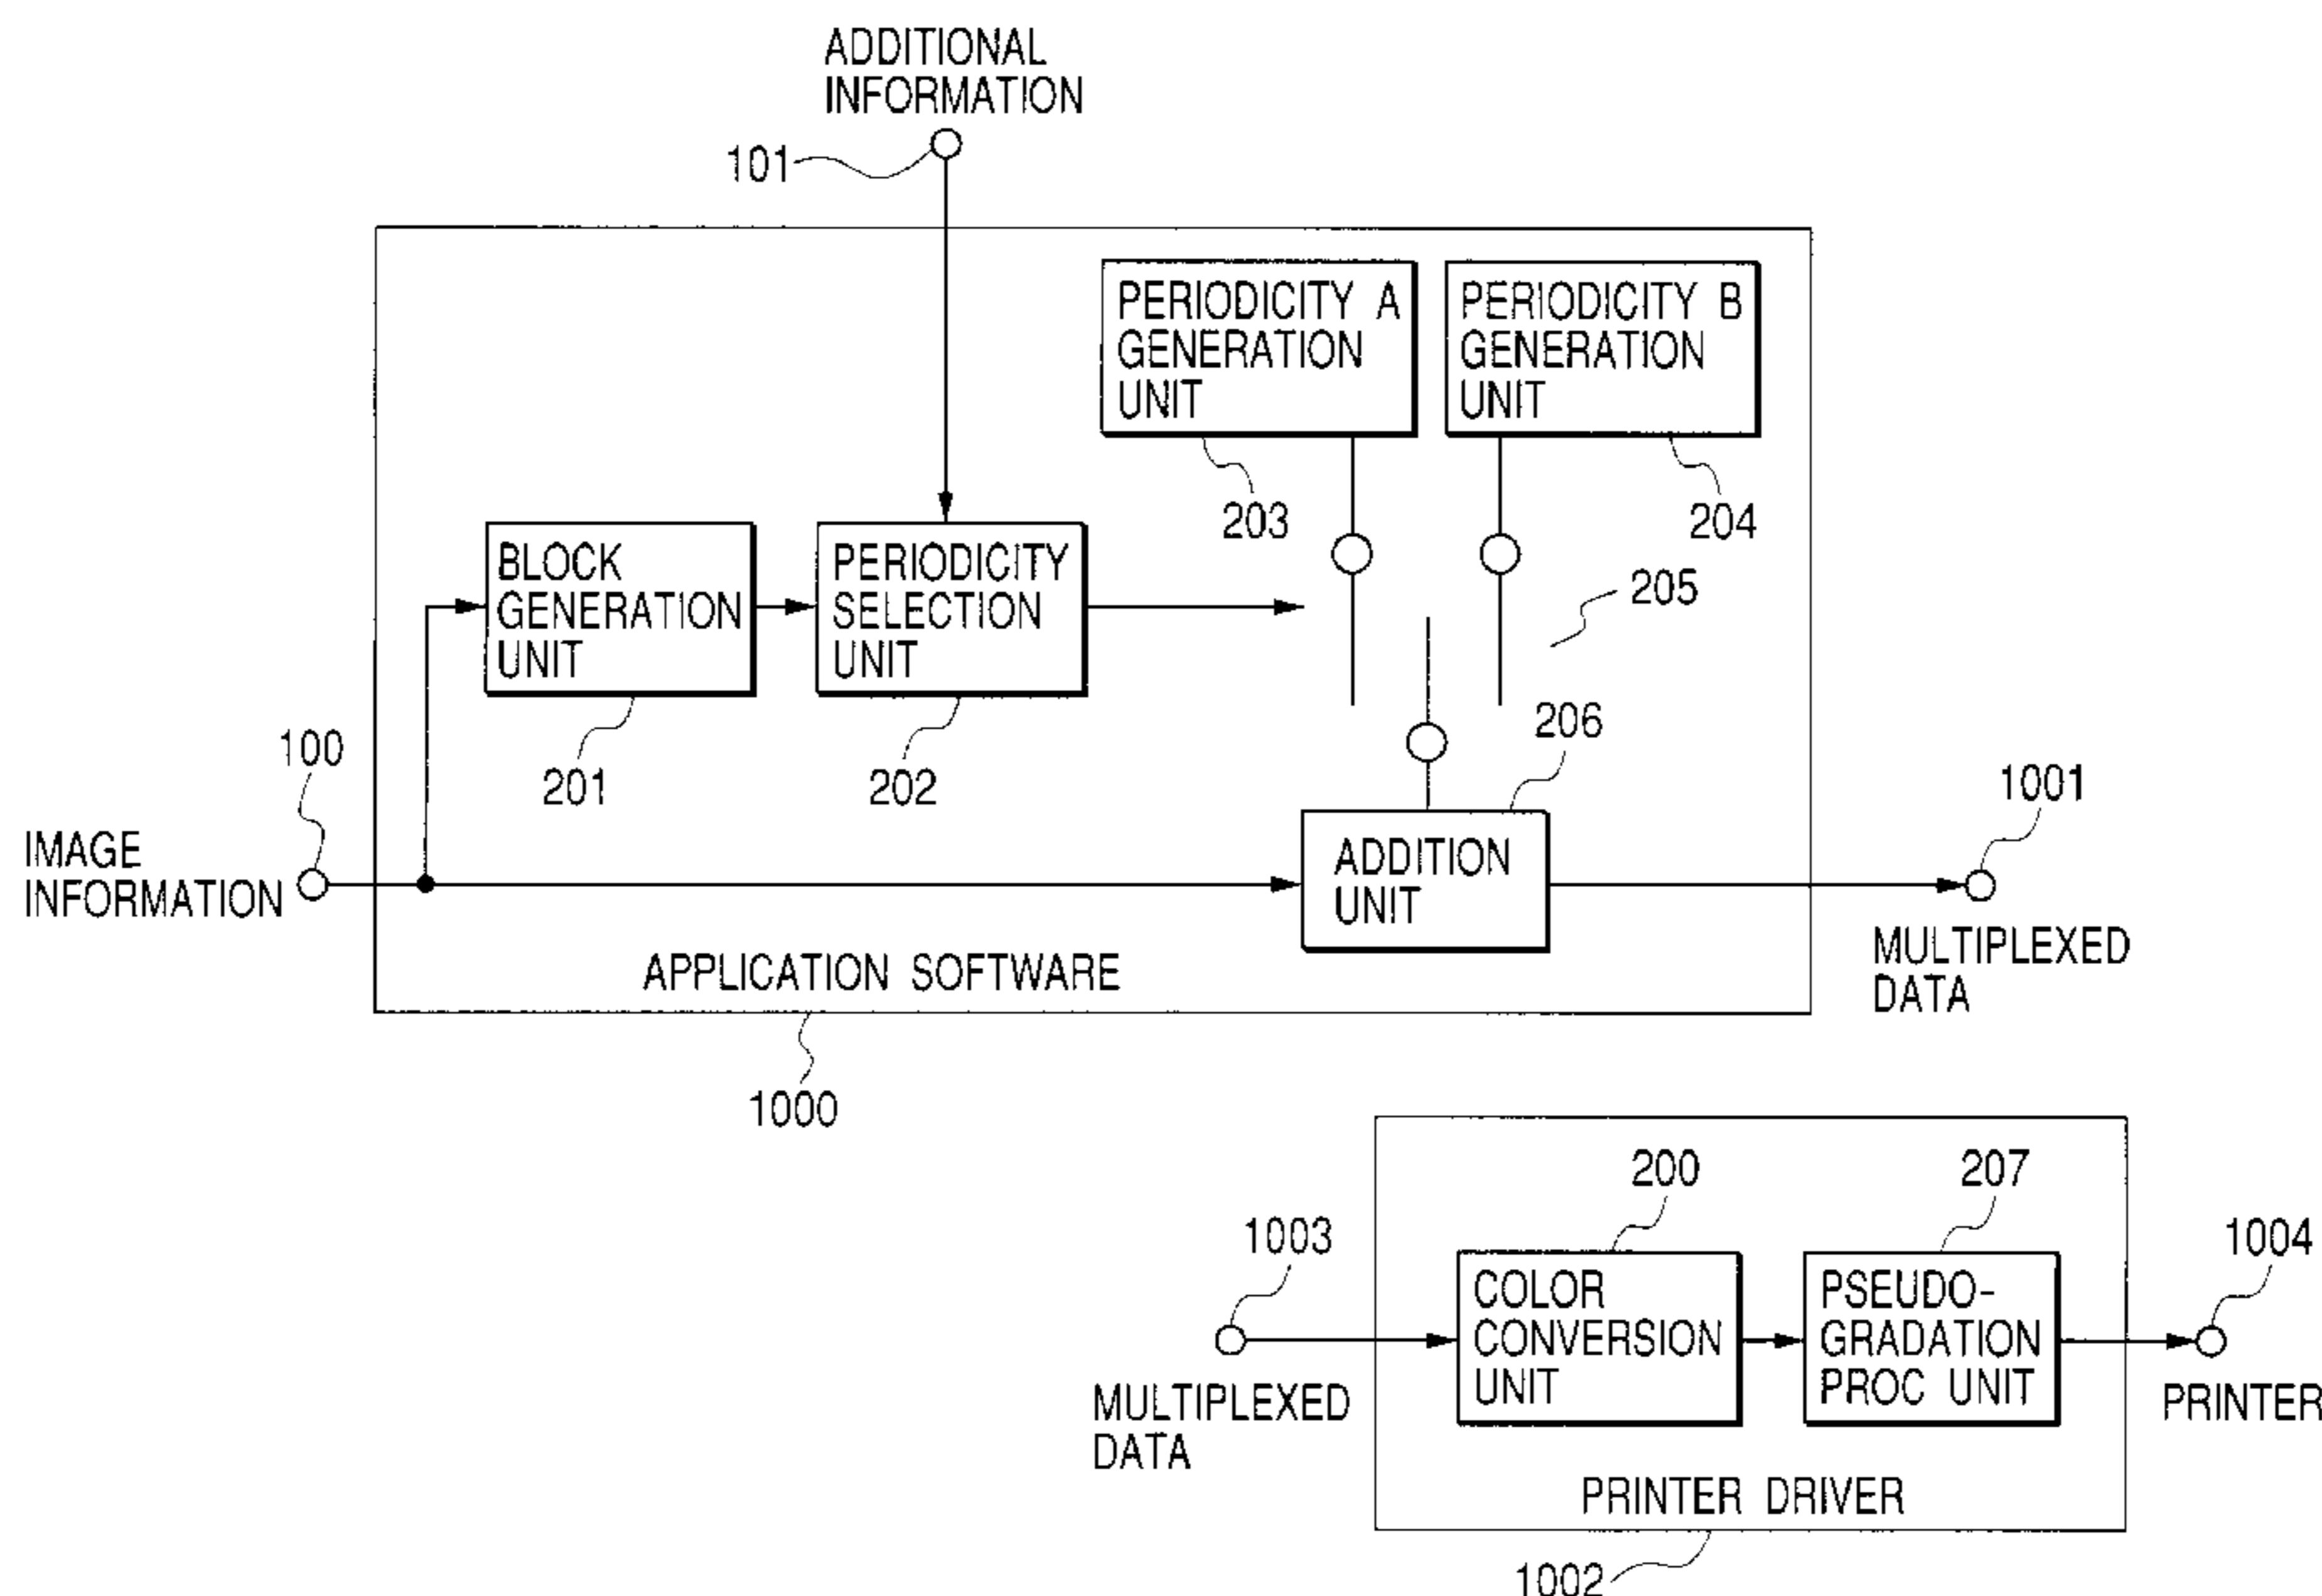 ADDITIONAL
INFORMATION
101
PERIODICITY A
GENERATION
UNIT
PERIODICITY B
GENERATION
UNIT
203
204
BLOCK
GENERATION
UNIT
PERIODICITY
SELECTION
UNIT
205
201
202
206
100
1001
IMAGE
INFORMATION
ADDITION
UNIT
MULTIPLEXED
DATA
APPLICATION SOFTWARE
1000
200
207
1003
1004
COLOR
CONVERSION
UNIT
PSEUDO-
GRADATION
PROC UNIT
MULTIPLEXED
DATA
PRINTER
PRINTER DRIVER
1002